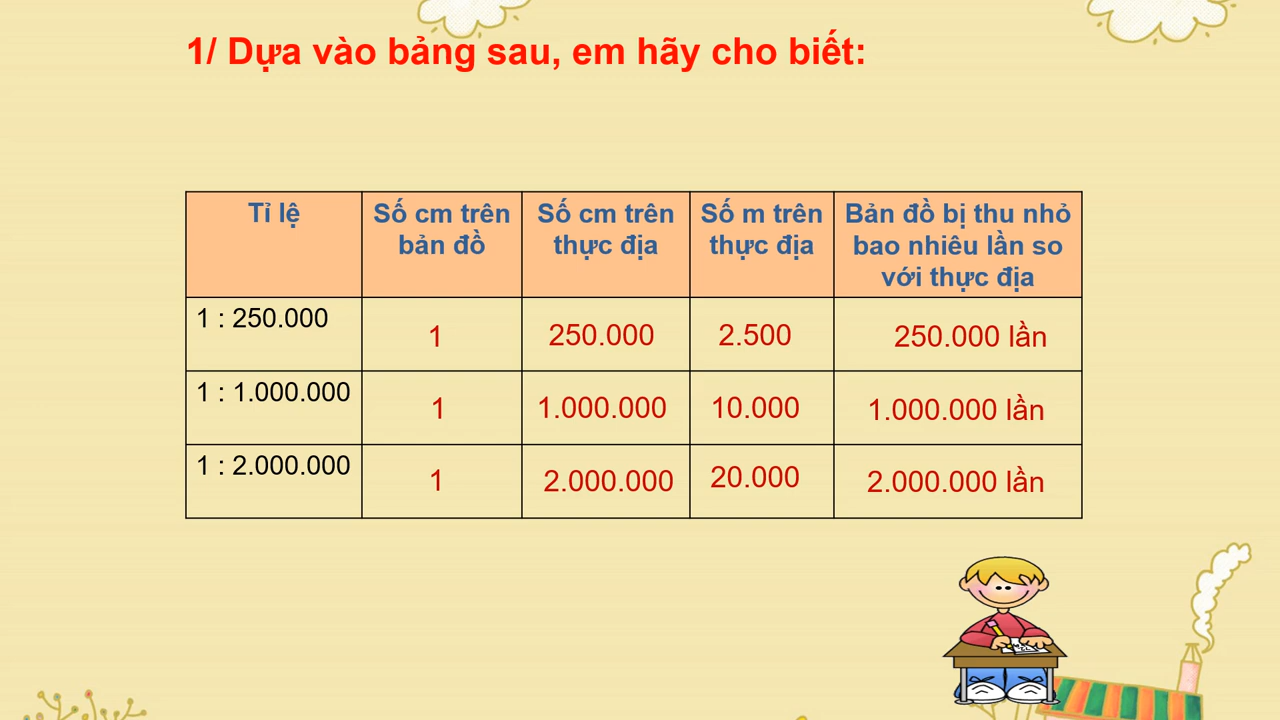 1/ Dựa vào bảng sau, em hãy cho biết:
Tỉ lệ
Số cm trên
bản đồ
Số cm trên
thực địa
Số m trên
thực địa
Bản đồ bị thu nhỏ
bao nhiêu lần so
với thực địa
1 : 250.000
1
250.000
2.500
250.000 lần
1 : 1.000.000
1
1.000.000
10.000
1.000.000 lần
1 : 2.000.000
1
2.000.000
20.000
2.000.000 lần